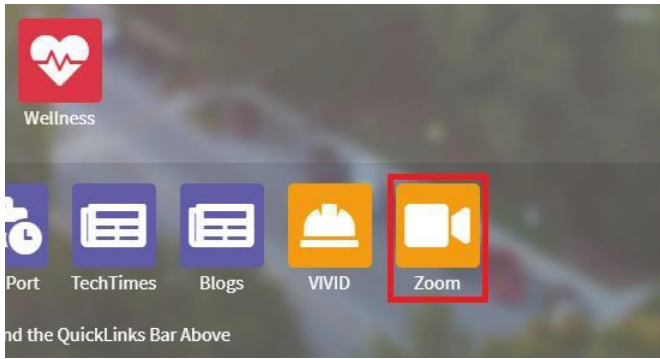 Wellness
Port TechTimes Blogs VIVID Zoom
nd the QuickLinks Bar Above